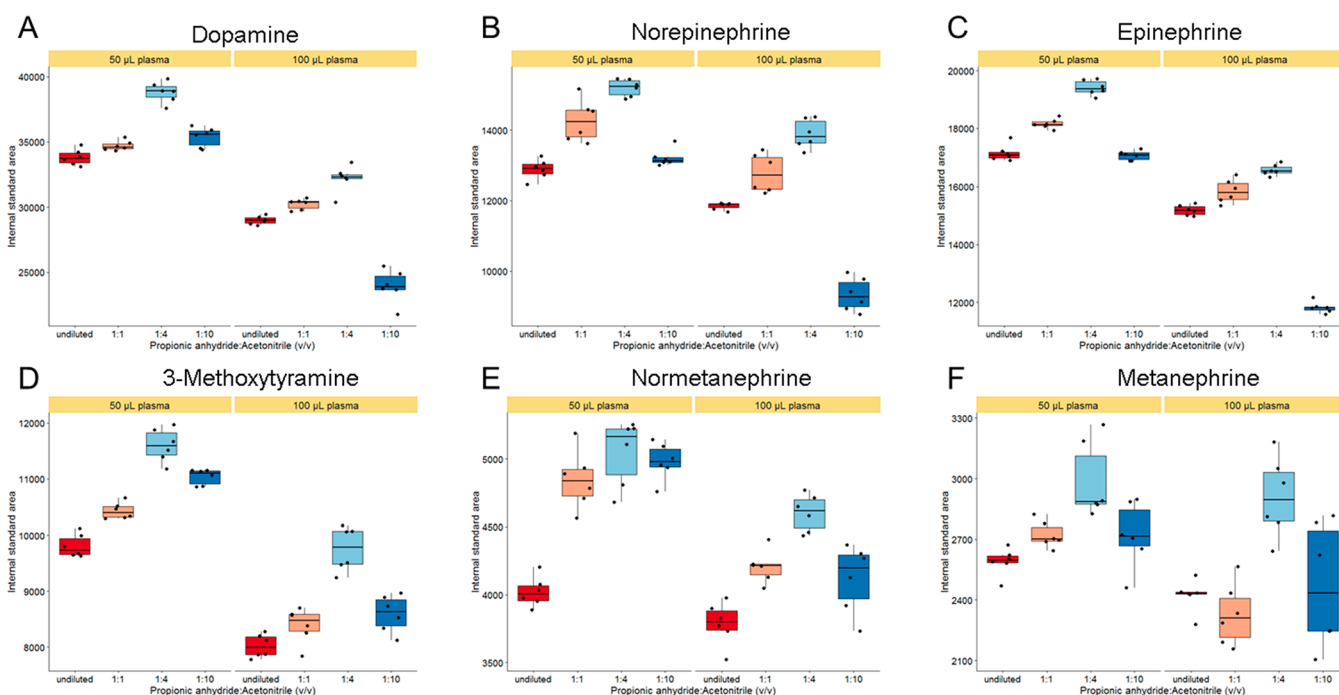 A
Dopamine
50 µL plasma
100 µL plasma
Internal standard area
40000
35000
30000
25000
undiluted
1:1
1:4
1:10
undiluted
1:1
1:4
1:10
Propionic anhydride:Acetonitrile (v/v)
B
Norepinephrine
50 µL plasma
100 µL plasma
Internal standard area
14000
12000
10000
undiluted
1:1
1:4
1:10
undiluted
1:1
1:4
1:10
Propionic anhydride:Acetonitrile (v/v)
C
Epinephrine
50 µL plasma
100 µL plasma
Internal standard area
20000
18000
16000
14000
12000
undiluted
1:1
1:4
1:10
undiluted
1:1
1:4
1:10
Propionic anhydride:Acetonitrile (v/v)
D
3-Methoxytyramine
50 µL plasma
100 µL plasma
Internal standard area
12000
11000
10000
9000
8000
undiluted
1:1
1:4
1:10
undiluted
1:1
1:4
1:10
Propionic anhydride:Acetonitrile (v/v)
E
Normetanephrine
50 µL plasma
100 µL plasma
Internal standard area
5000
4500
4000
3500
undiluted
1:1
1:4
1:10
undiluted
1:1
1:4
1:10
Propionic anhydride:Acetonitrile (v/v)
F
Metanephrine
50 µL plasma
100 µL plasma
Internal standard area
3300
3000
2700
2400
2100
undiluted
1:1
1:4
1:10
undiluted
1:1
1:4
1:10
Propionic anhydride:Acetonitrile (v/v)